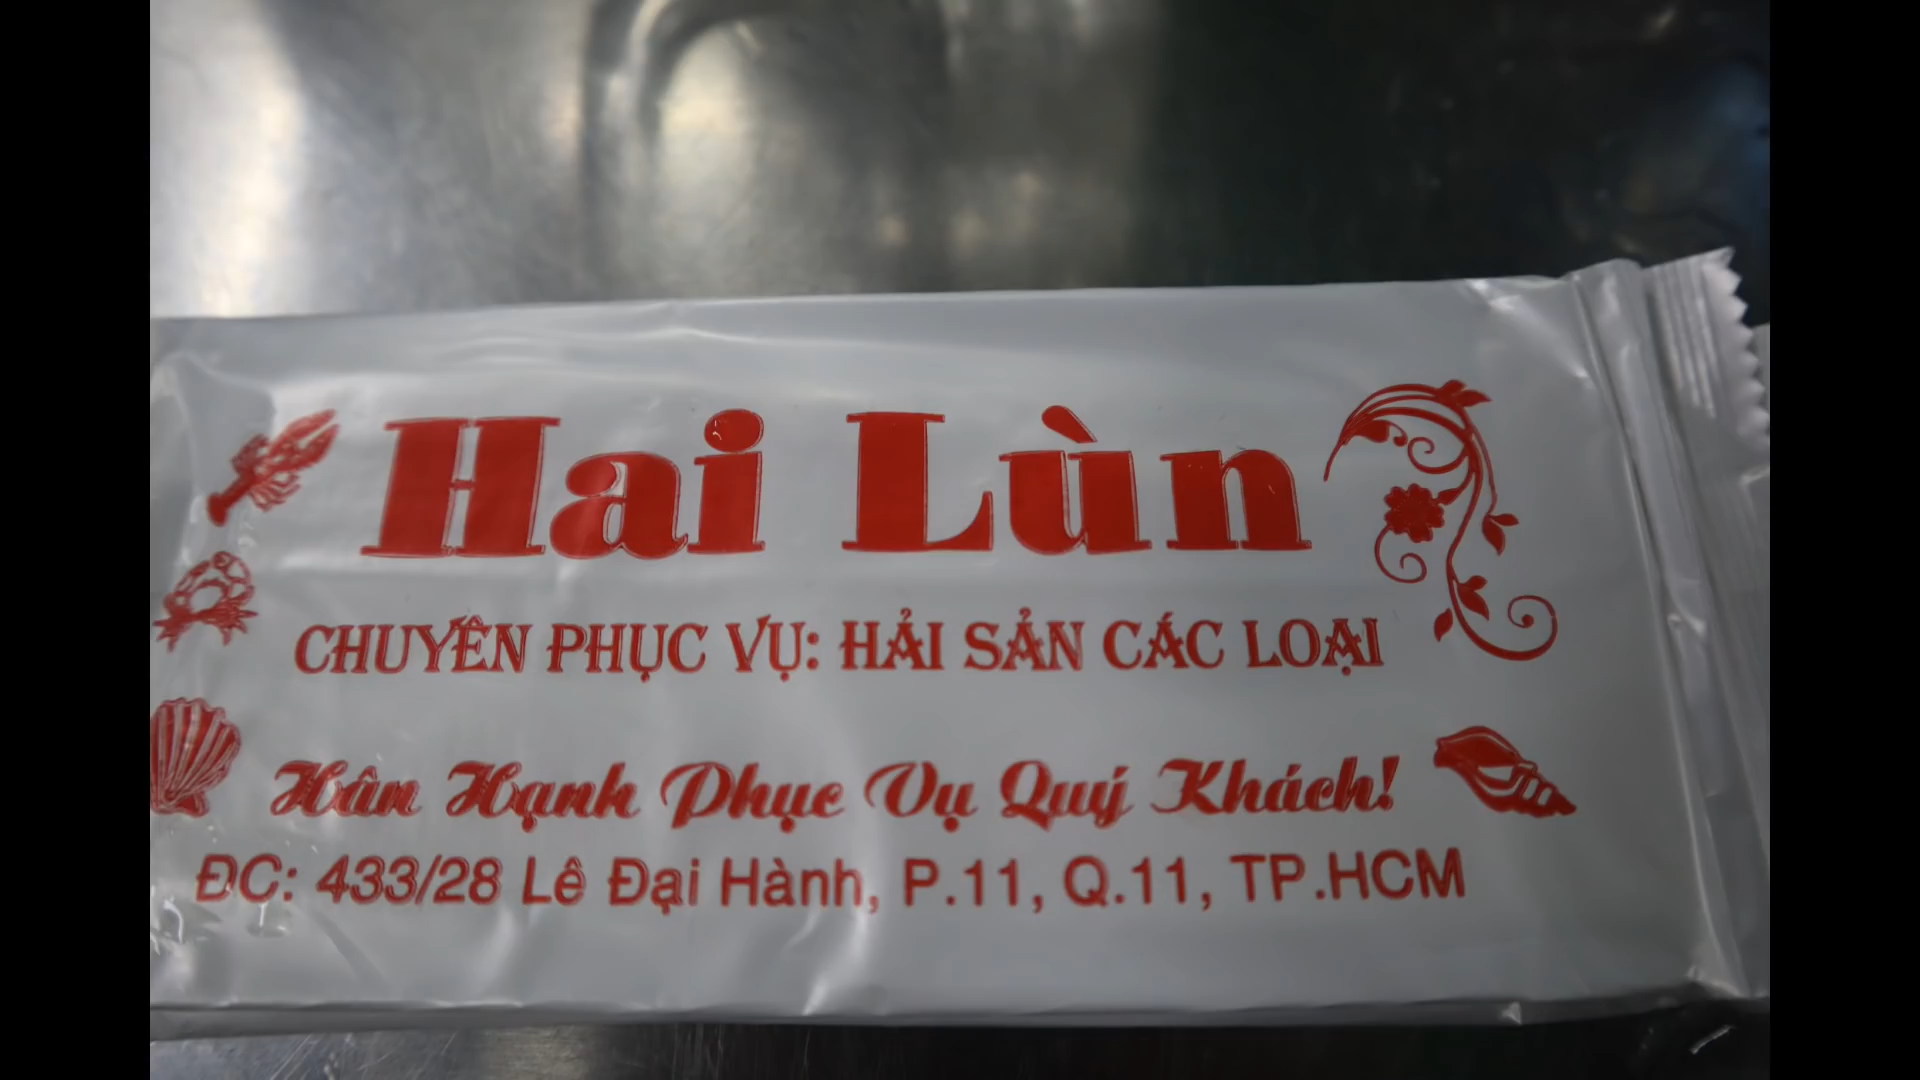 Hai Lùn
CHUYÊN PHỤC VỤ: HẢI SẢN CÁC LOẠI
Hân Hạnh Phục Vụ Quý Khách!
ĐC: 433/28 Lê Đại Hành, P.11, Q.11, TP.HCM